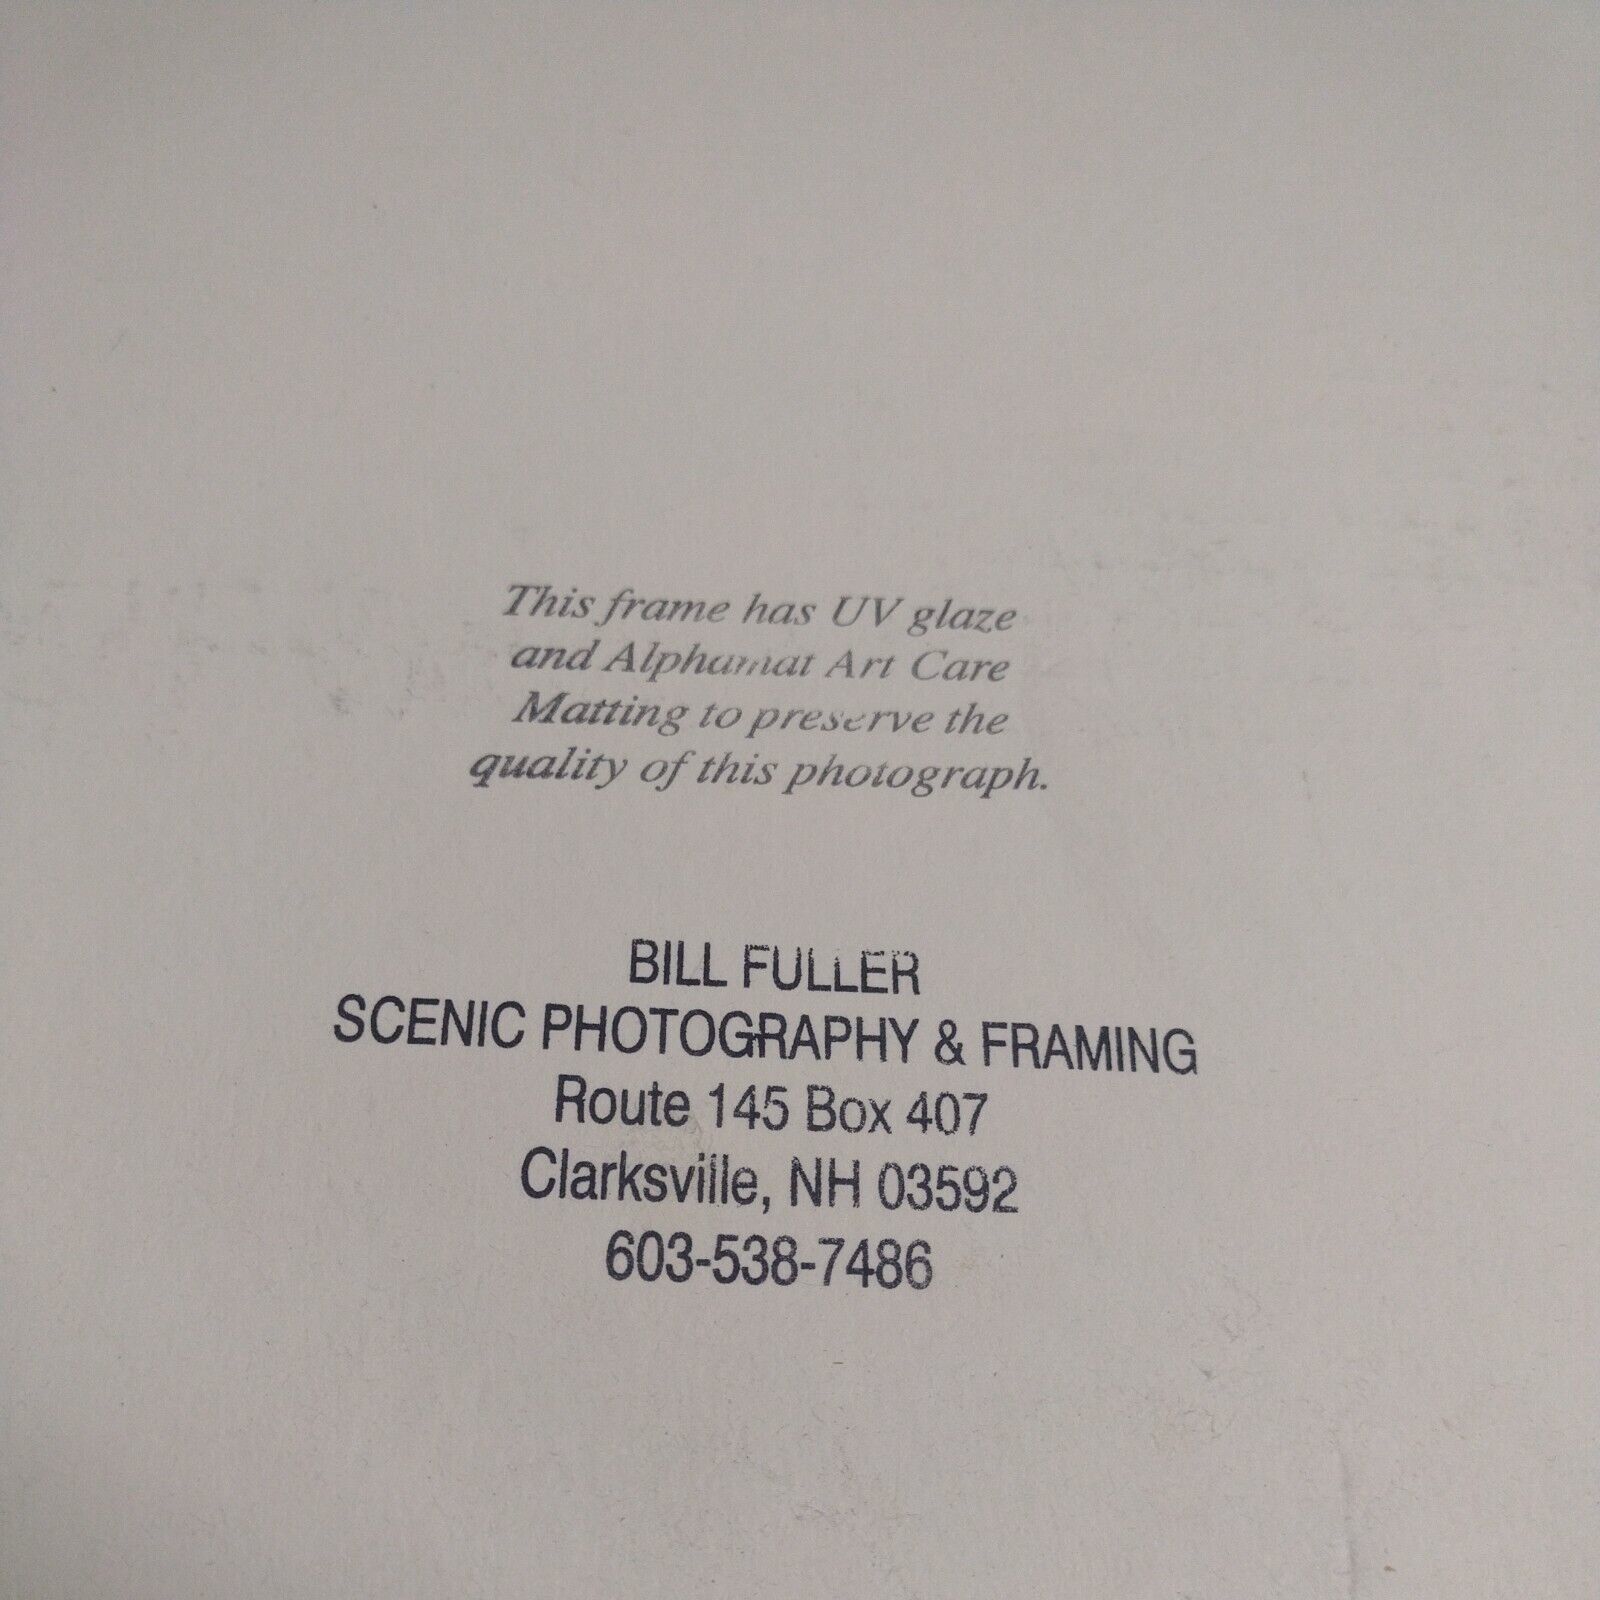 This frame has UV glaze
and Alphamat Art Care
Matting to preserve the
quality of this photograph.
BILL FULLER
SCENIC PHOTOGRAPHY & FRAMING
Route 145 Box 407
Clarksville, NH 03592
603-538-7486